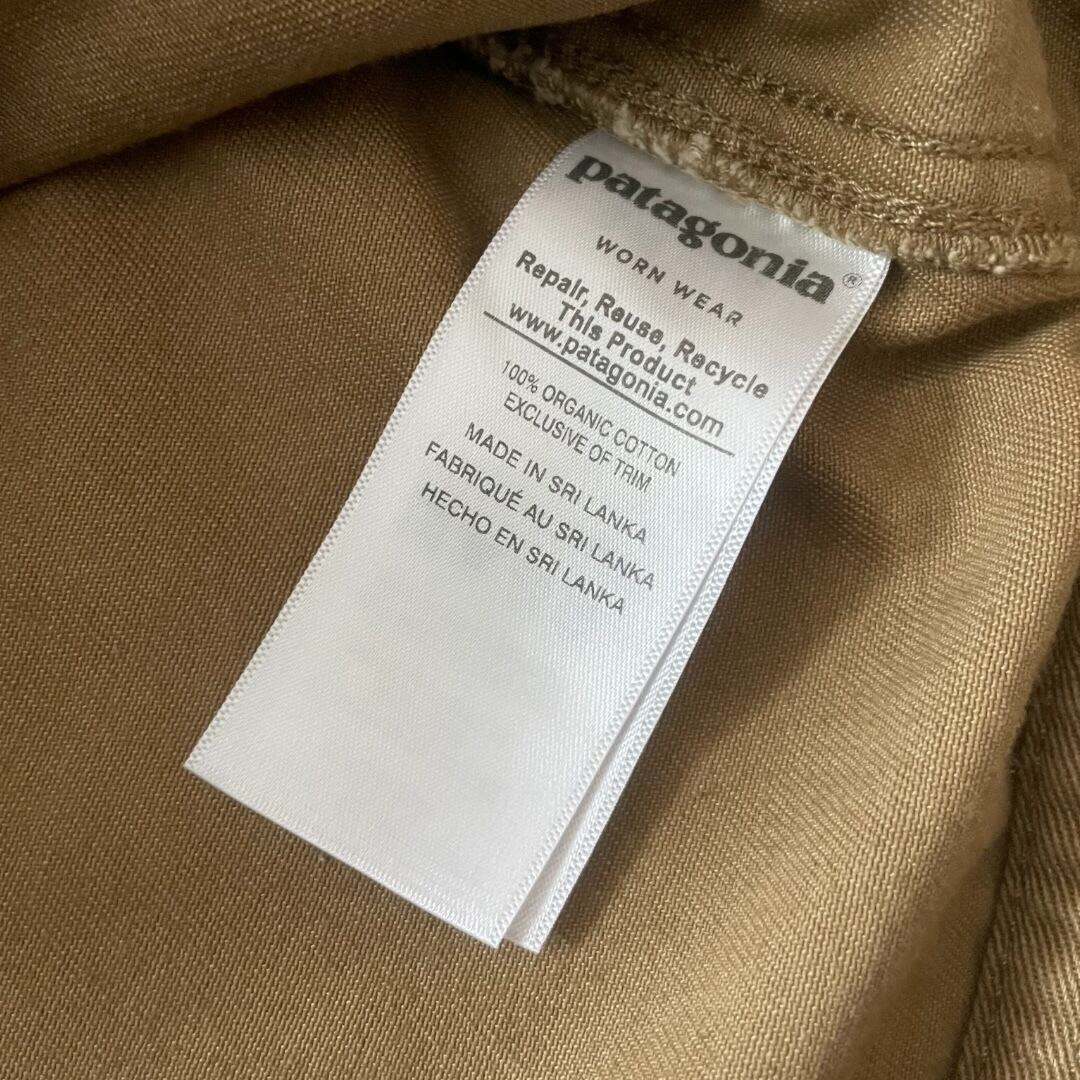 patagonia®
WORN WEAR
Repair, Reuse, Recycle
This Product
www.patagonia.com
100% ORGANIC COTTON
EXCLUSIVE OF TRIM
MADE IN SRI LANKA
FABRIQUÉ AU SRI LANKA
HECHO EN SRI LANKA